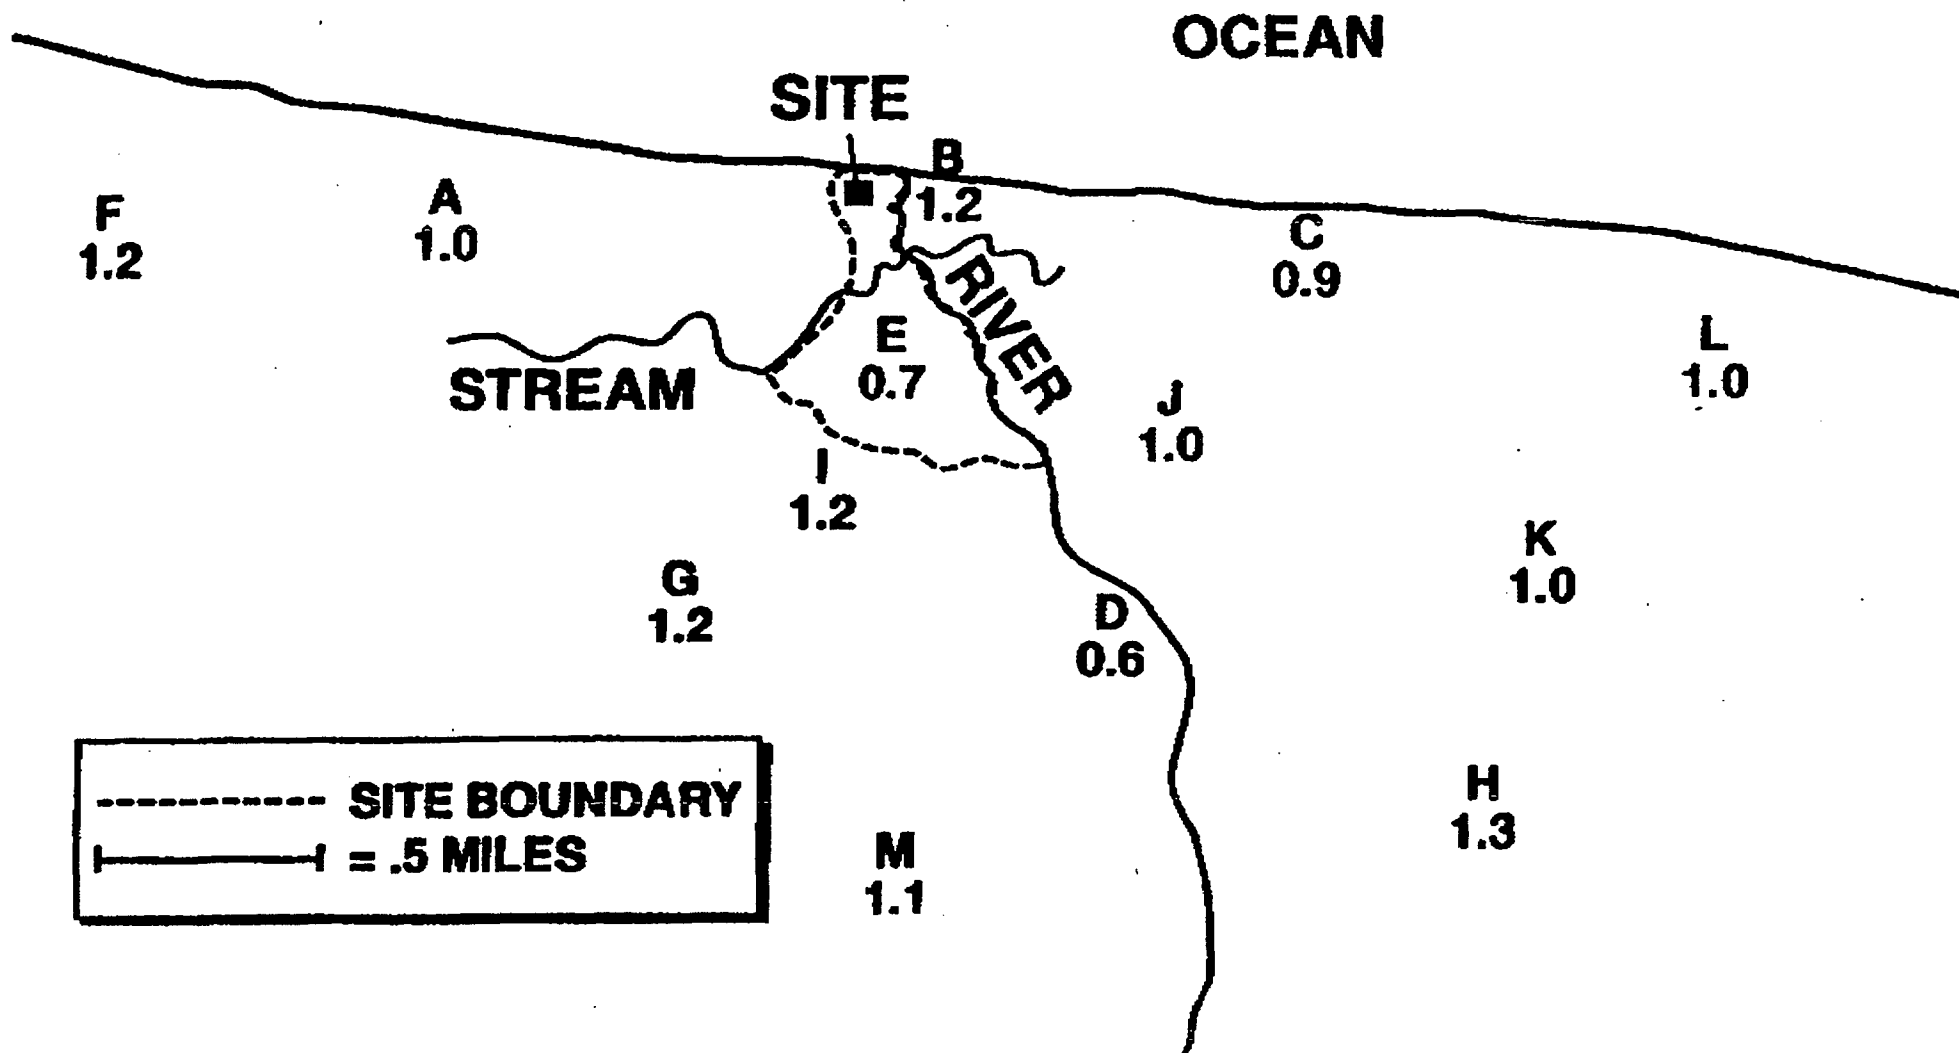 OCEAN
SITE
B
1.2
A
1.0
F
1.2
C
0.9
RIVER
E
0.7
L
1.0
STREAM
J
1.0
I
1.2
K
1.0
G
1.2
D
0.6
H
1.3
SITE BOUNDARY
= .5 MILES
M
1.1